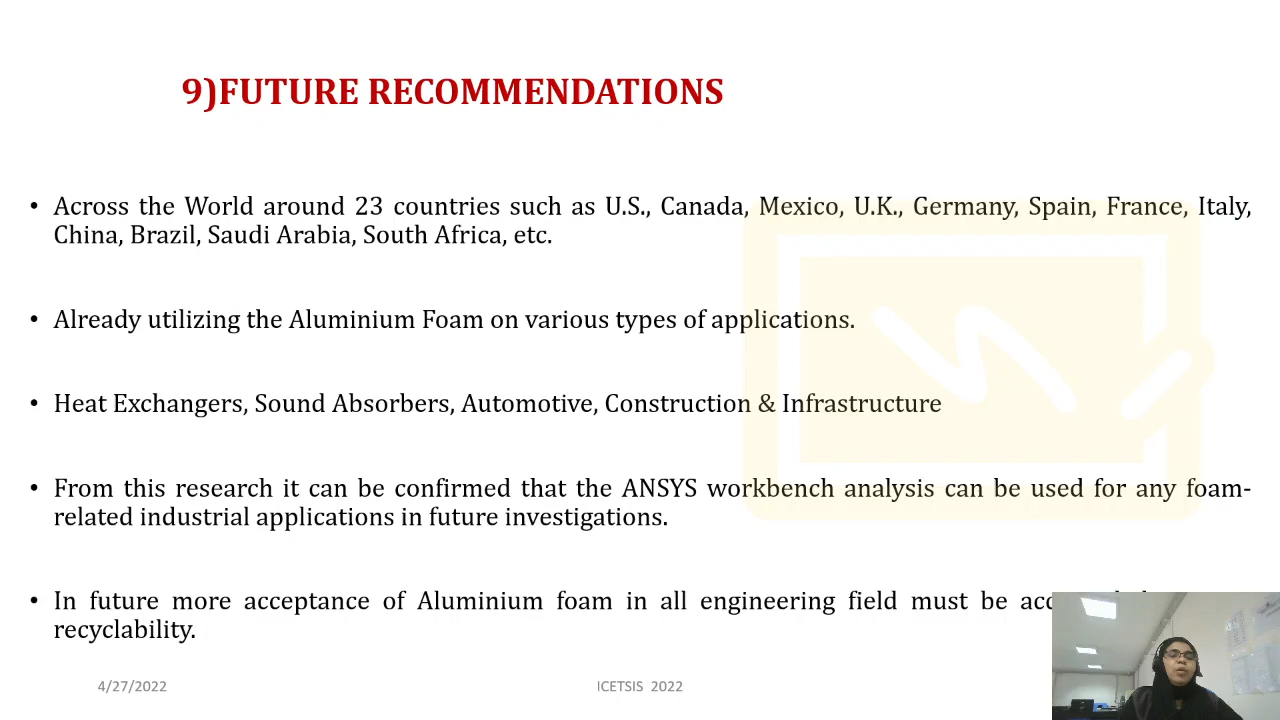 9)FUTURE RECOMMENDATIONS
• Across the World around 23 countries such as U.S., Canada, Mexico, U.K., Germany, Spain, France, Italy,
China, Brazil, Saudi Arabia, South Africa, etc.
• Already utilizing the Aluminium Foam on various types of applications.
• Heat Exchangers, Sound Absorbers, Automotive, Construction & Infrastructure
• From this research it can be confirmed that the ANSYS workbench analysis can be used for any foam-
related industrial applications in future investigations.
• In future more acceptance of Aluminium foam in all engineering field must be
recyclability.
4/27/2022
ICETSIS 2022